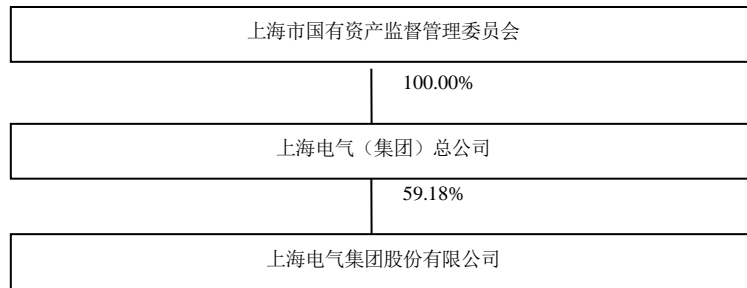 上海市国有资产监督管理委员会
100.00%
上海电气（集团）总公司
59.18%
上海电气集团股份有限公司